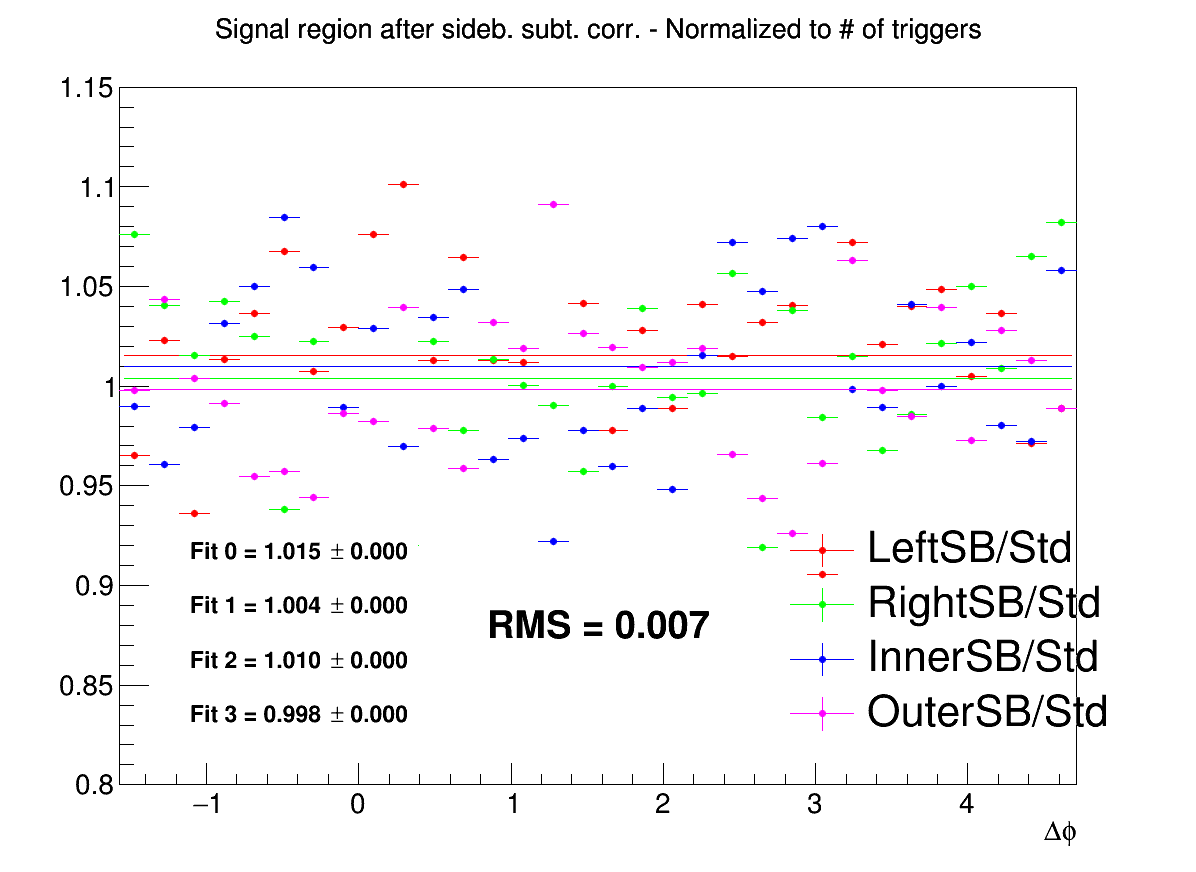 Signal region after sideb. subt. corr. - Normalized to # of triggers
1.15
1.1
1.05
1
0.95
0.9
0.85
0.8
Fit 0 = 1.015 ± 0.000
Fit 1 = 1.004 ± 0.000
Fit 2 = 1.010 ± 0.000
Fit 3 = 0.998 ± 0.000
RMS = 0.007
LeftSB/Std
RightSB/Std
InnerSB/Std
OuterSB/Std
−1 0 1 2 3 4
Δϕ